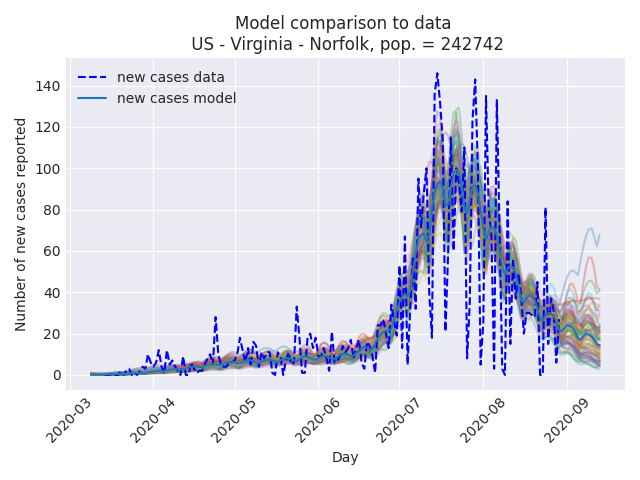 Model comparison to data
US - Virginia - Norfolk, pop. = 242742
new cases data
new cases model
Number of new cases reported
140
120
100
80
60
40
20
0
2020-03
2020-04
2020-05
2020-06
2020-07
2020-08
2020-09
Day